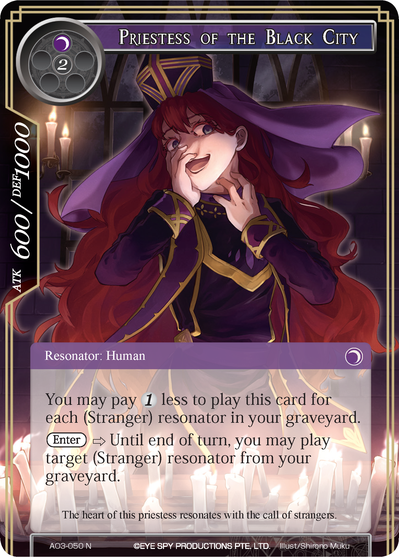 Priestess of the Black City
2
ATK 600/DEF 1000
Resonator: Human
You may pay 1 less to play this card for
each (Stranger) resonator in your graveyard.
Enter ⇨ Until end of turn, you may play
target (Stranger) resonator from your
graveyard.
The heart of this priestess resonates with the call of strangers.
A03-050 N ©EYE SPY PRODUCTIONS PTE. LTD. Illust/Shirono Muku